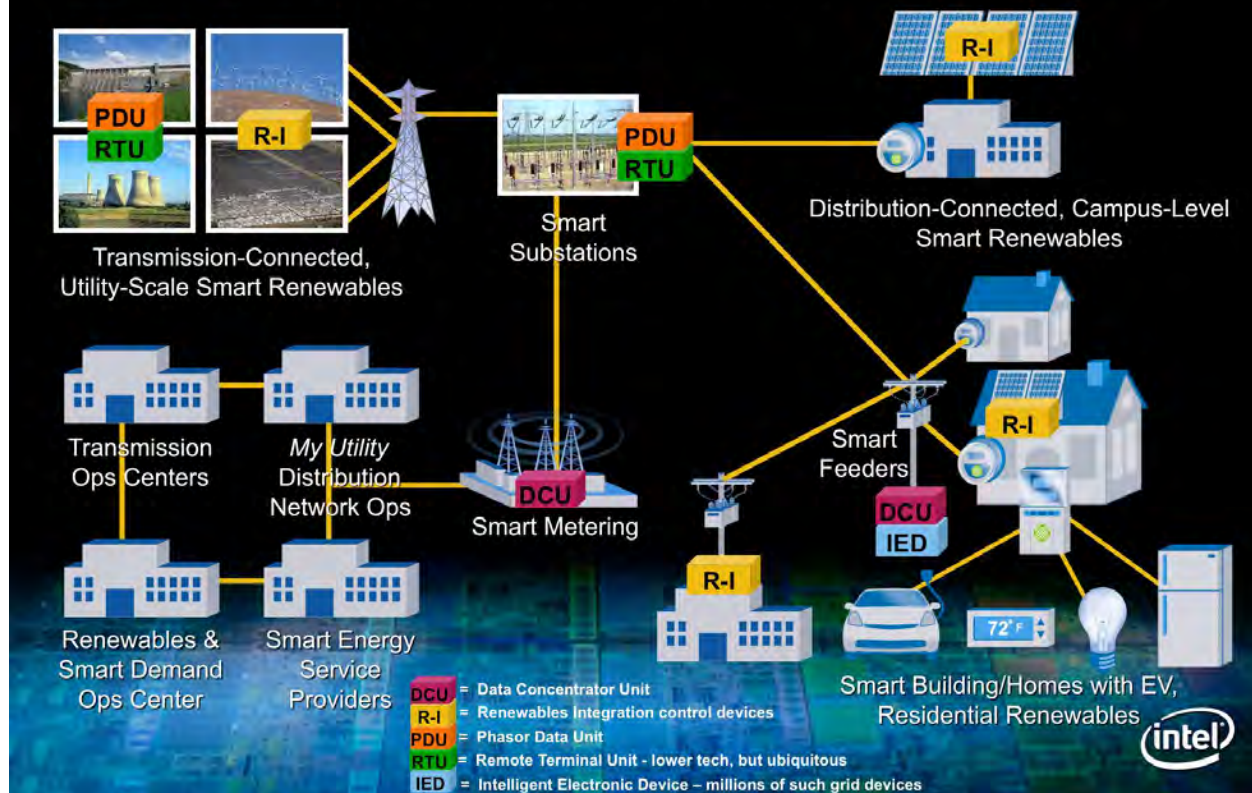 PDU
RTU
R-I
Transmission-Connected,
Utility-Scale Smart Renewables
PDU
RTU
Smart
Substations
R-I
Distribution-Connected, Campus-Level
Smart Renewables
Transmission
Ops Centers
My Utility
Distribution
Network Ops
DCU
Smart Metering
Smart
Feeders
DCU
IED
R-I
R-I
72°F
Renewables &
Smart Demand
Ops Center
Smart Energy
Service
Providers
Smart Building/Homes with EV,
Residential Renewables
DCU = Data Concentrator Unit
R-I = Renewables Integration control devices
PDU = Phasor Data Unit
RTU = Remote Terminal Unit - lower tech, but ubiquitous
IED = Intelligent Electronic Device – millions of such grid devices
intel